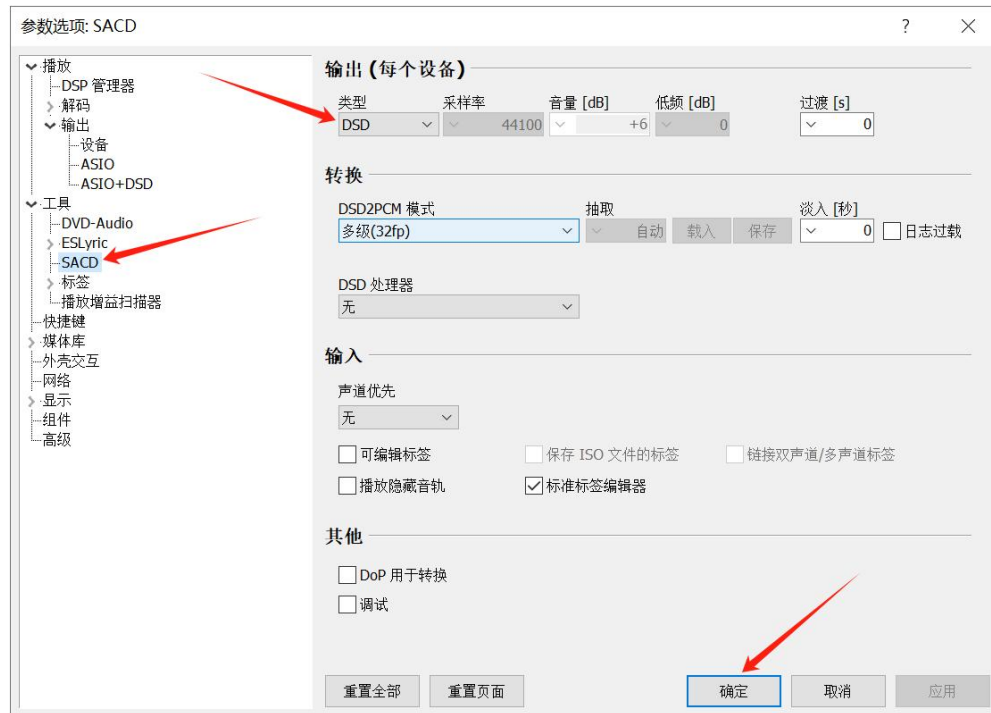 参数选项: SACD
?
播放
DSP 管理器
解码
输出
设备
ASIO
ASIO+DSD
工具
DVD-Audio
ESLyric
SACD
标签
播放增益扫描器
快捷键
媒体库
外壳交互
网络
显示
组件
高级
输出 (每个设备)
类型 采样率 音量 [dB] 低频 [dB] 过渡 [s]
DSD 44100 +6 0 0
转换
DSD2PCM 模式 抽取 淡入 [秒]
多级(32fp) 自动 载入 保存 0 日志过载
DSD 处理器
无
输入
声道优先
无
可编辑标签 保存 ISO 文件的标签 链接双声道/多声道标签
播放隐藏音轨 标准标签编辑器
其他
DoP 用于转换
调试
重置全部 重置页面 确定 取消 应用